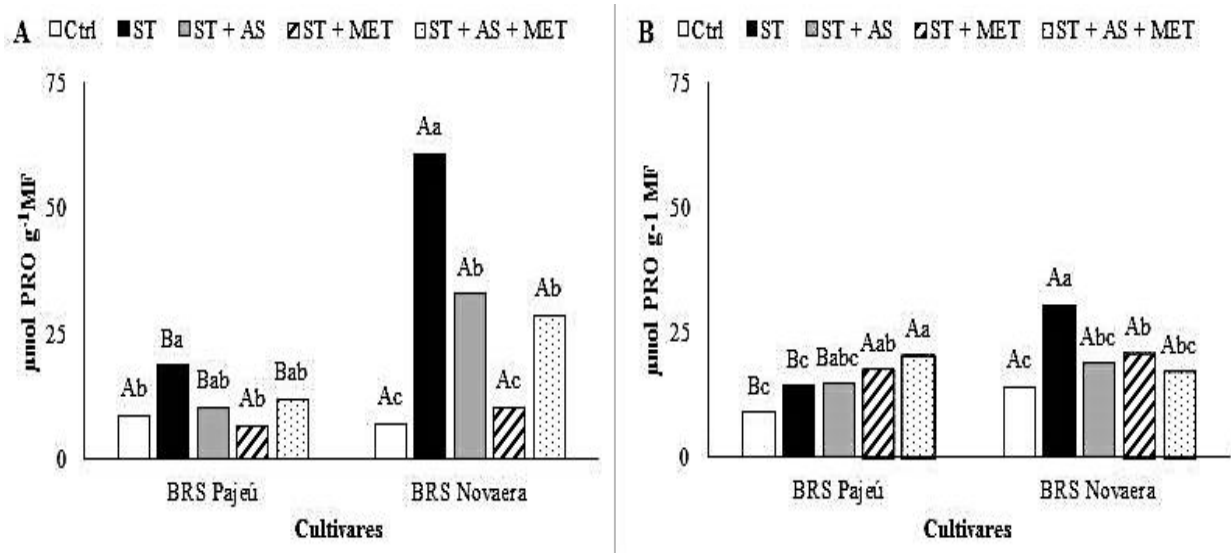 A Ctrl ST ST + AS ST + MET ST + AS + MET
75
50
25
0
µmol PRO g-1MF
Ab Ba Bab Ab Bab
Ac Aa Ab Ac Ab
BRS Pajeú BRS Novaera
Cultivares
B Ctrl ST ST + AS ST + MET ST + AS + MET
75
50
25
0
µmol PRO g-1 MF
Bc Bc Babc Aab Aa
Ac Aa Abc Ab Abc
BRS Pajeú BRS Novaera
Cultivares